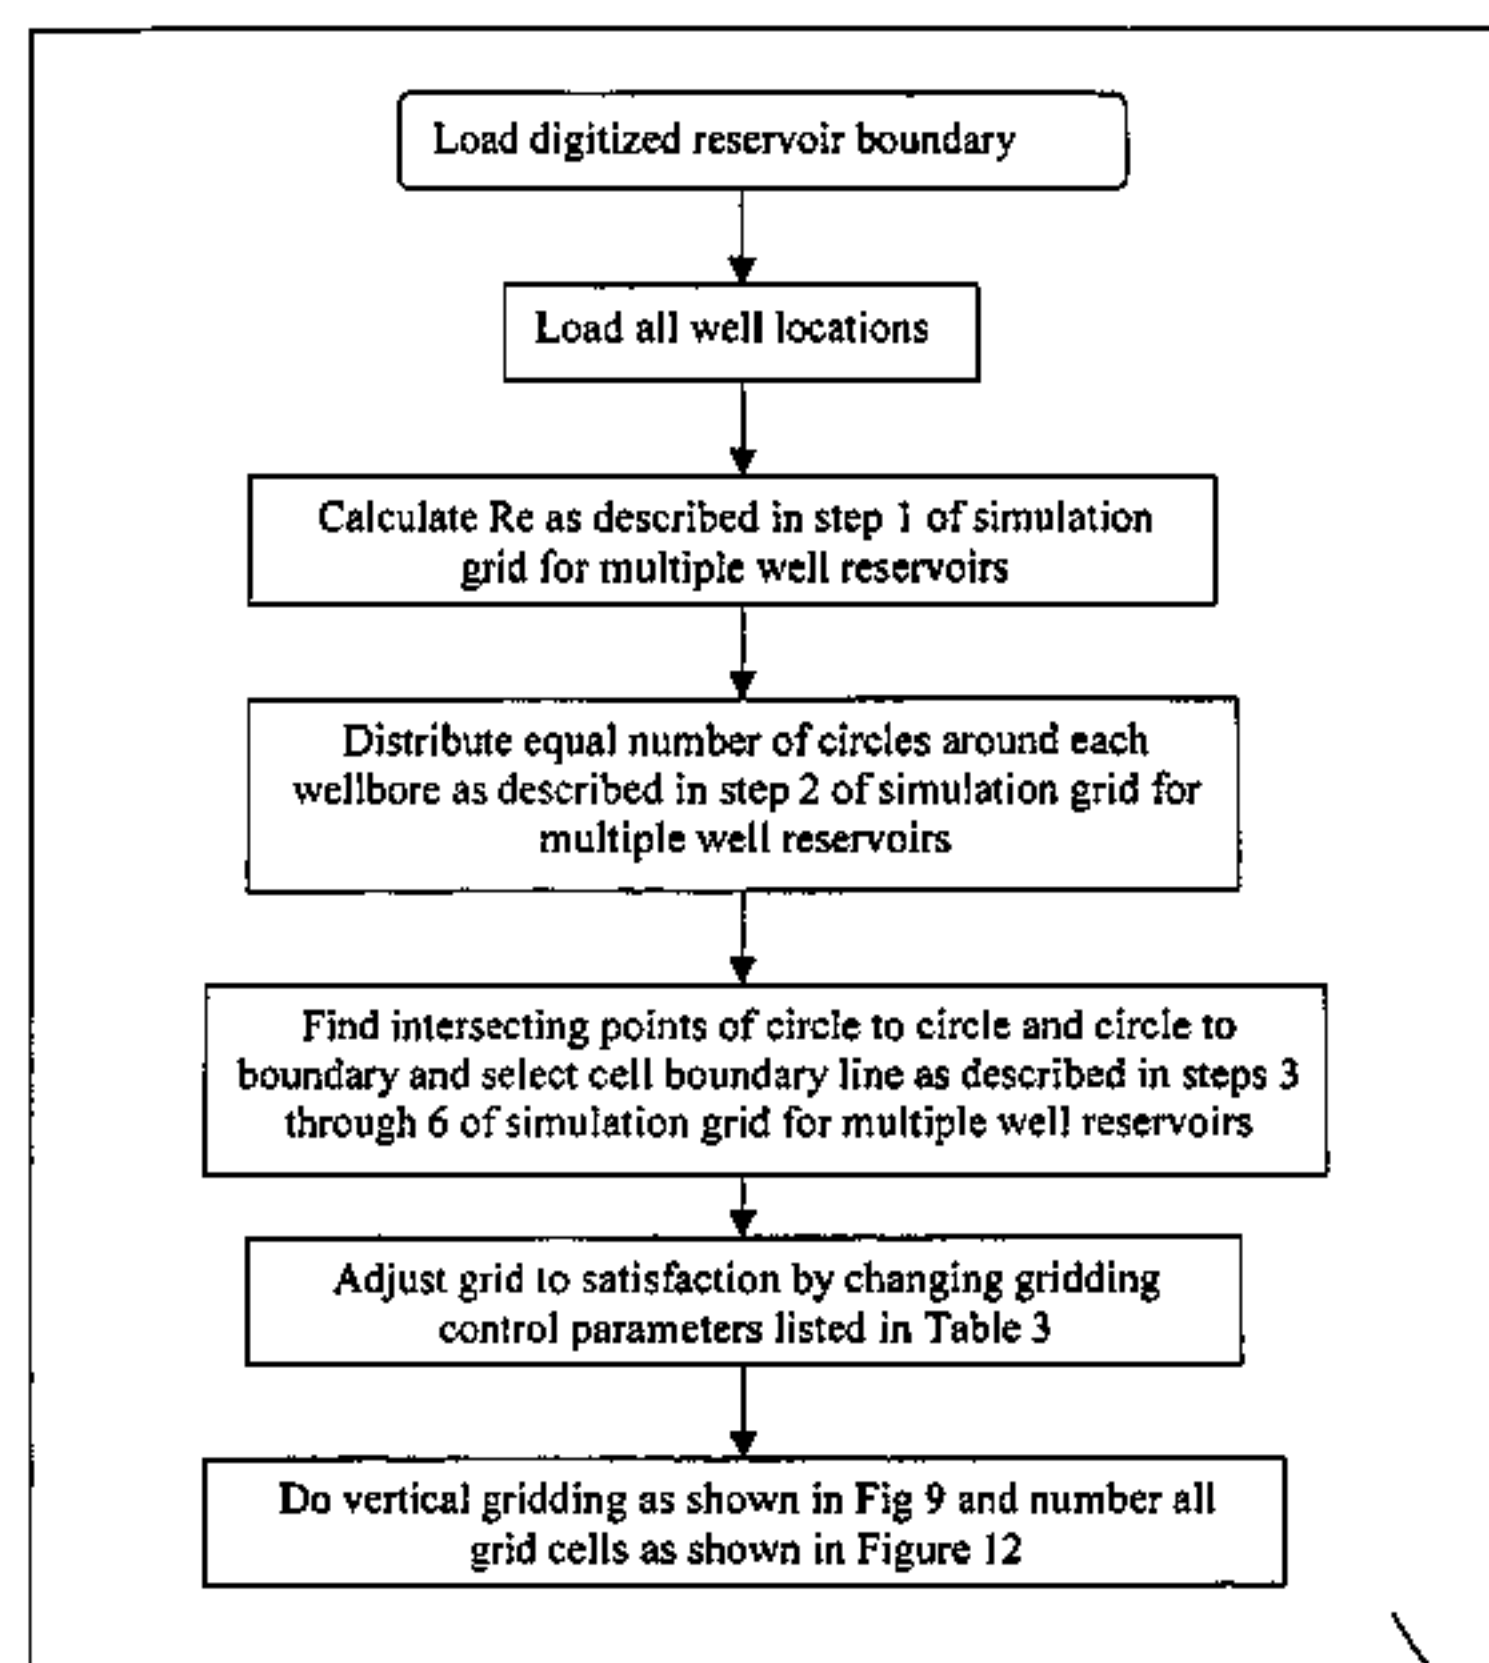 Load digitized reservoir boundary
Load all well locations
Calculate Re as described in step 1 of simulation
grid for multiple well reservoirs
Distribute equal number of circles around each
wellbore as described in step 2 of simulation grid for
multiple well reservoirs
Find intersecting points of circle to circle and circle to
boundary and select cell boundary line as described in steps 3
through 6 of simulation grid for multiple well reservoirs
Adjust grid to satisfaction by changing gridding
control parameters listed in Table 3
Do vertical gridding as shown in Fig 9 and number all
grid cells as shown in Figure 12